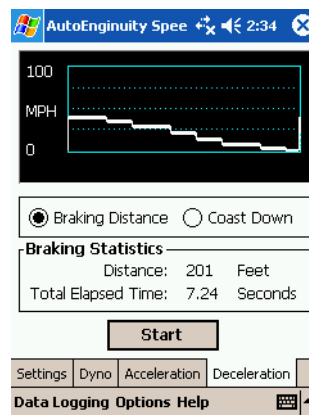 AutoEnginuity Spee 2:34
100
MPH
0
Braking Distance Coast Down
Braking Statistics
Distance: 201 Feet
Total Elapsed Time: 7.24 Seconds
Start
Settings Dyno Acceleration Deceleration
Data Logging Options Help